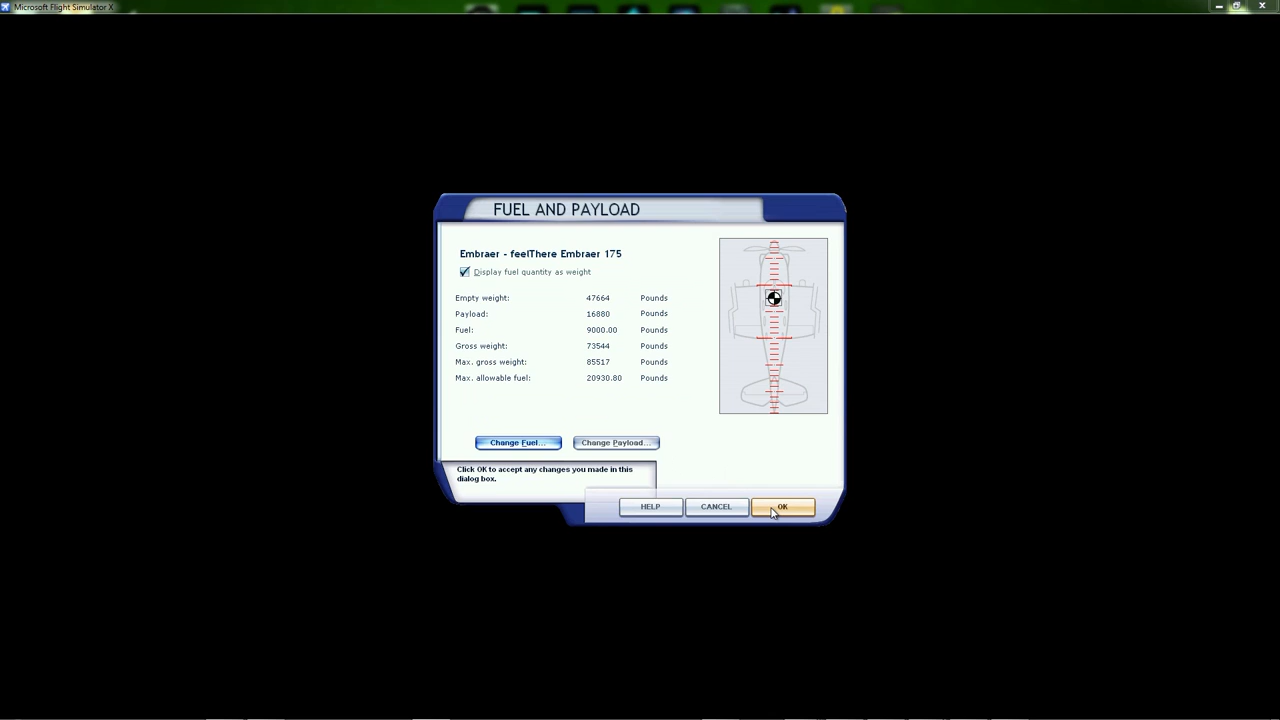 Microsoft Flight Simulator X
FUEL AND PAYLOAD
Embraer - feelThere Embraer 175
Display fuel quantity as weight
Empty weight: 47664 Pounds
Payload: 16880 Pounds
Fuel: 9000.00 Pounds
Gross weight: 73544 Pounds
Max. gross weight: 85517 Pounds
Max. allowable fuel: 20930.80 Pounds
Change Fuel... Change Payload...
Click OK to accept any changes you made in this
dialog box.
HELP CANCEL OK